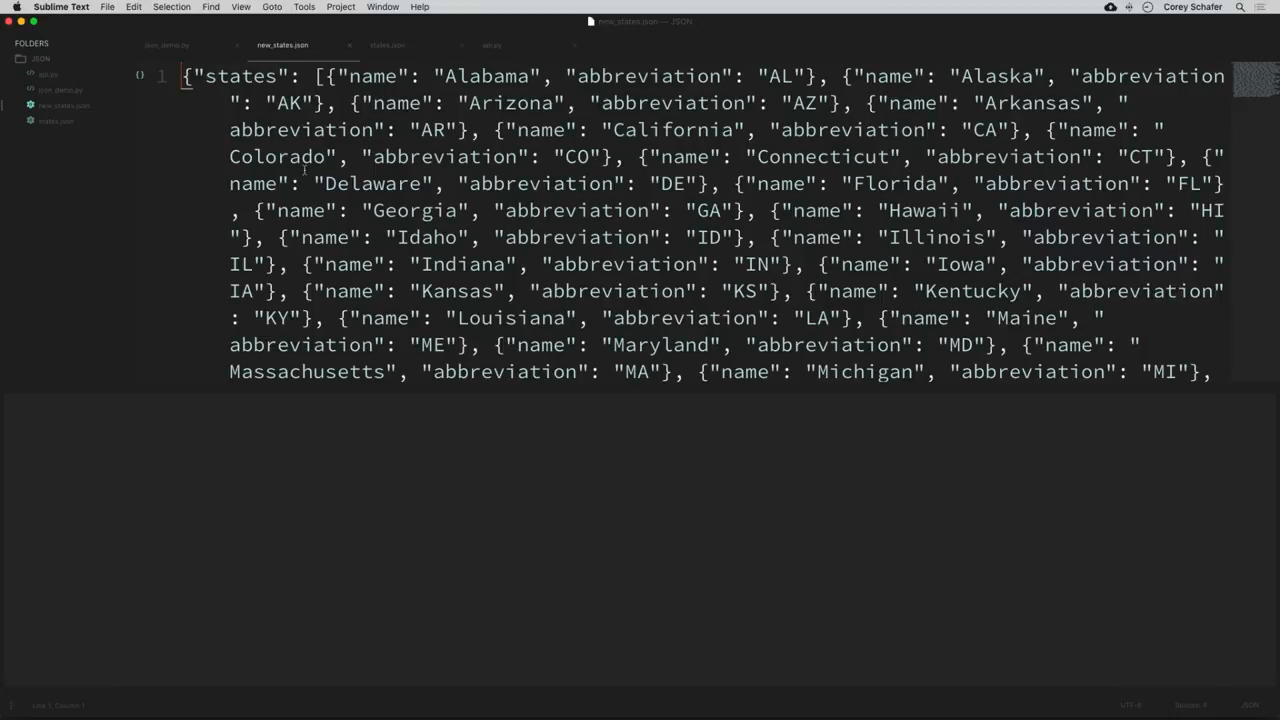 Sublime Text File Edit Selection Find View Goto Tools Project Window Help Corey Schafer
new_states.json — JSON
FOLDERS
JSON
api.py
json_demo.py
new_states.json
states.json
json_demo.py × new_states.json × states.json × api.py ×
{} 1 {"states": [{"name": "Alabama", "abbreviation": "AL"}, {"name": "Alaska", "abbreviation
": "AK"}, {"name": "Arizona", "abbreviation": "AZ"}, {"name": "Arkansas", "
abbreviation": "AR"}, {"name": "California", "abbreviation": "CA"}, {"name": "
Colorado", "abbreviation": "CO"}, {"name": "Connecticut", "abbreviation": "CT"}, {"
name": "Delaware", "abbreviation": "DE"}, {"name": "Florida", "abbreviation": "FL"}
, {"name": "Georgia", "abbreviation": "GA"}, {"name": "Hawaii", "abbreviation": "HI
"}, {"name": "Idaho", "abbreviation": "ID"}, {"name": "Illinois", "abbreviation": "
IL"}, {"name": "Indiana", "abbreviation": "IN"}, {"name": "Iowa", "abbreviation": "
IA"}, {"name": "Kansas", "abbreviation": "KS"}, {"name": "Kentucky", "abbreviation"
: "KY"}, {"name": "Louisiana", "abbreviation": "LA"}, {"name": "Maine", "
abbreviation": "ME"}, {"name": "Maryland", "abbreviation": "MD"}, {"name": "
Massachusetts", "abbreviation": "MA"}, {"name": "Michigan", "abbreviation": "MI"},
Line 1, Column 1 UTF-8 Spaces: 4 JSON